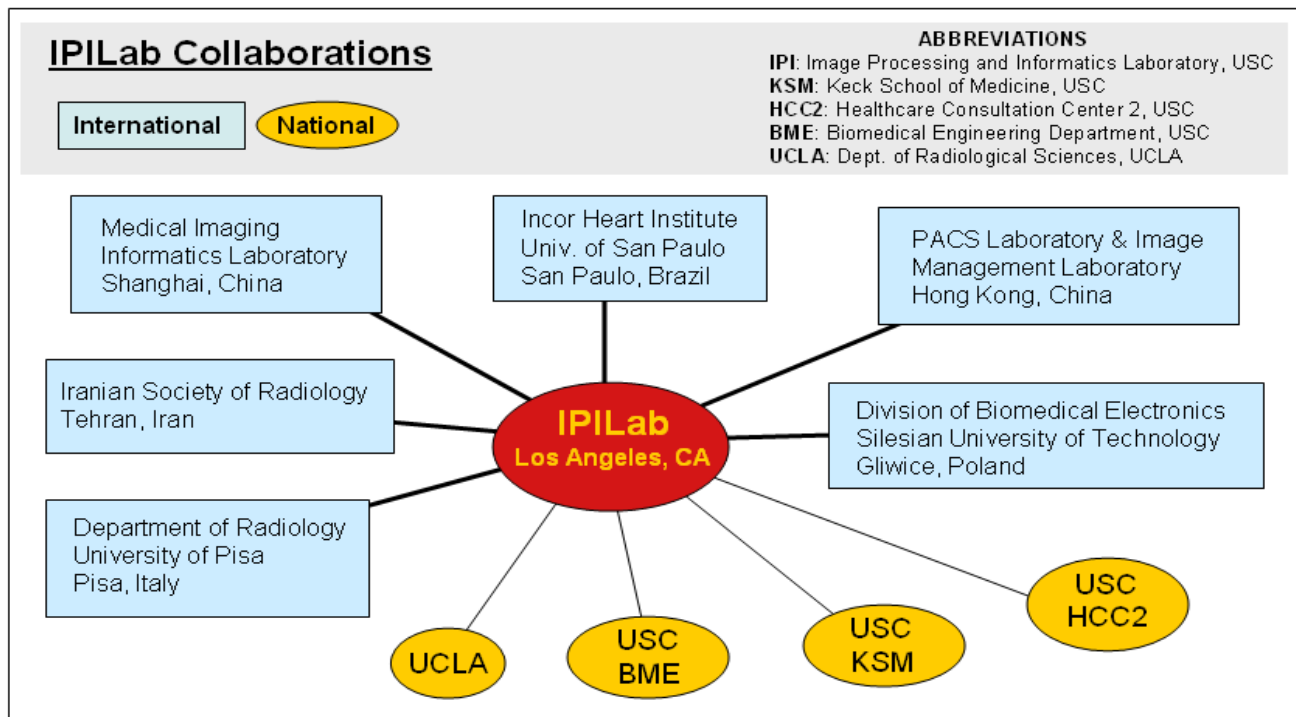 IPILab Collaborations
International
National
ABBREVIATIONS
IPI: Image Processing and Informatics Laboratory, USC
KSM: Keck School of Medicine, USC
HCC2: Healthcare Consultation Center 2, USC
BME: Biomedical Engineering Department, USC
UCLA: Dept. of Radiological Sciences, UCLA
Medical Imaging
Informatics Laboratory
Shanghai, China
Incor Heart Institute
Univ. of San Paulo
San Paulo, Brazil
PACS Laboratory & Image
Management Laboratory
Hong Kong, China
Iranian Society of Radiology
Tehran, Iran
IPILab
Los Angeles, CA
Division of Biomedical Electronics
Silesian University of Technology
Gliwice, Poland
Department of Radiology
University of Pisa
Pisa, Italy
UCLA
USC
BME
USC
KSM
USC
HCC2